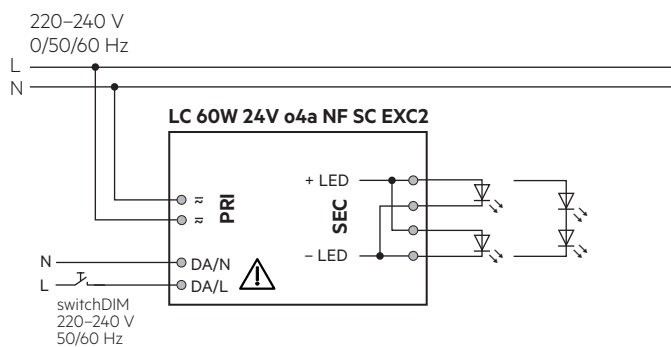 220–240 V
0/50/60 Hz
L
N
LC 60W 24V o4a NF SC EXC2
+ LED
≂
PRI
≂
SEC
– LED
N
DA/N
L
DA/L
switchDIM
220–240 V
50/60 Hz